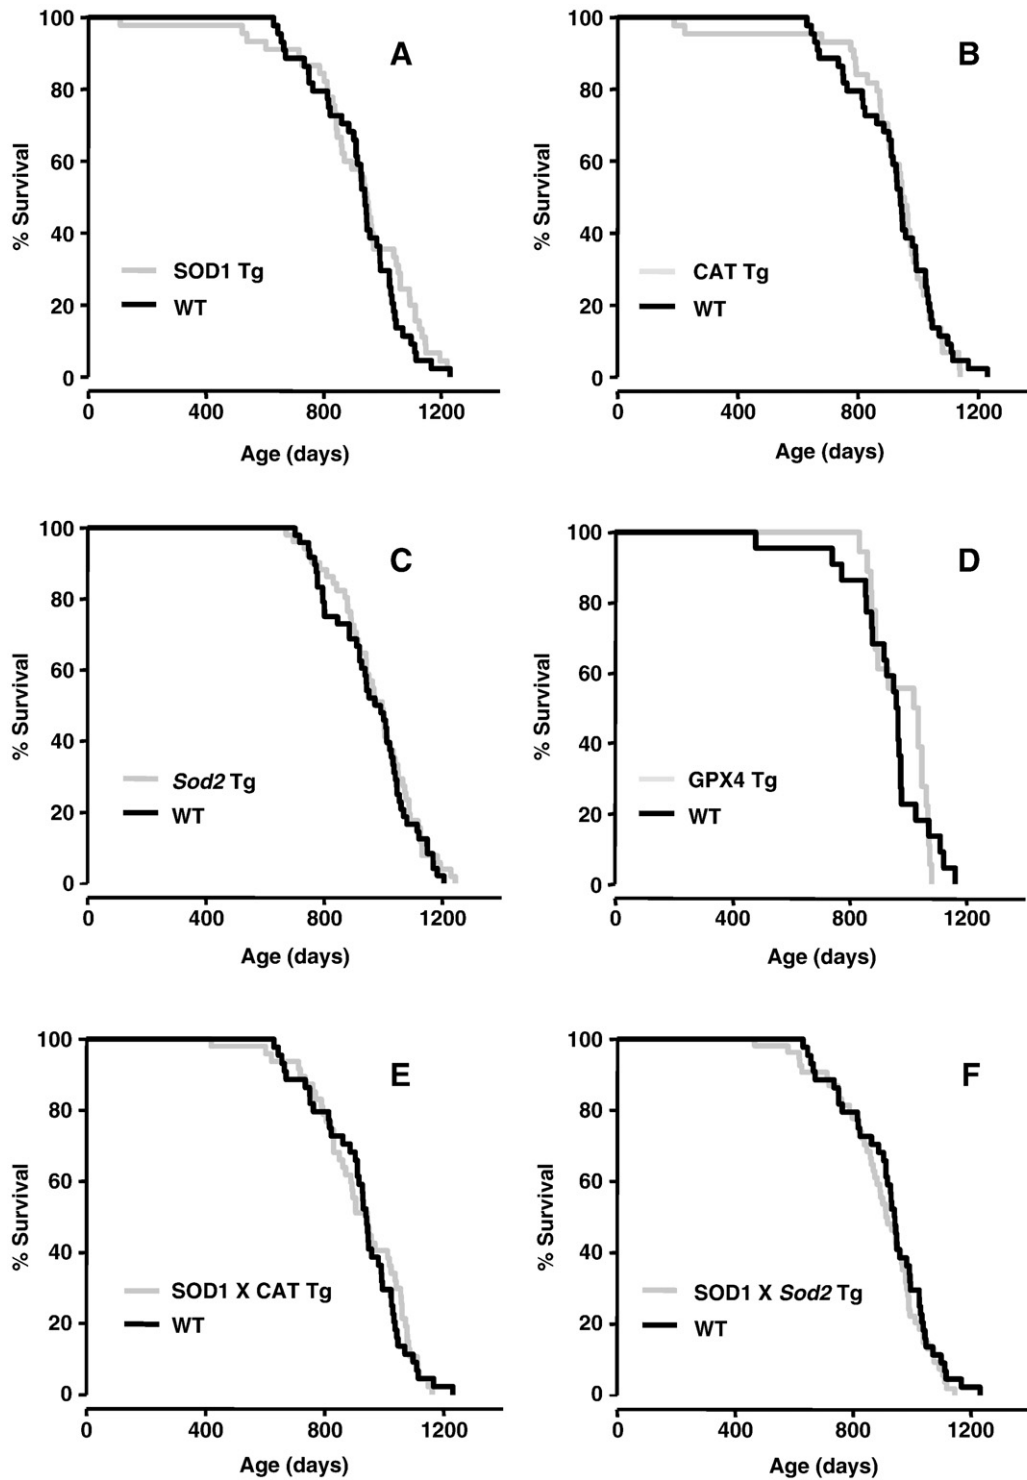 A
100
80
60
40
20
0
% Survival
SOD1 Tg
WT
0 400 800 1200
Age (days)
B
100
80
60
40
20
0
% Survival
CAT Tg
WT
0 400 800 1200
Age (days)
C
100
80
60
40
20
0
% Survival
Sod2 Tg
WT
0 400 800 1200
Age (days)
D
100
80
60
40
20
0
% Survival
GPX4 Tg
WT
0 400 800 1200
Age (days)
E
100
80
60
40
20
0
% Survival
SOD1 X CAT Tg
WT
0 400 800 1200
Age (days)
F
100
80
60
40
20
0
% Survival
SOD1 X Sod2 Tg
WT
0 400 800 1200
Age (days)